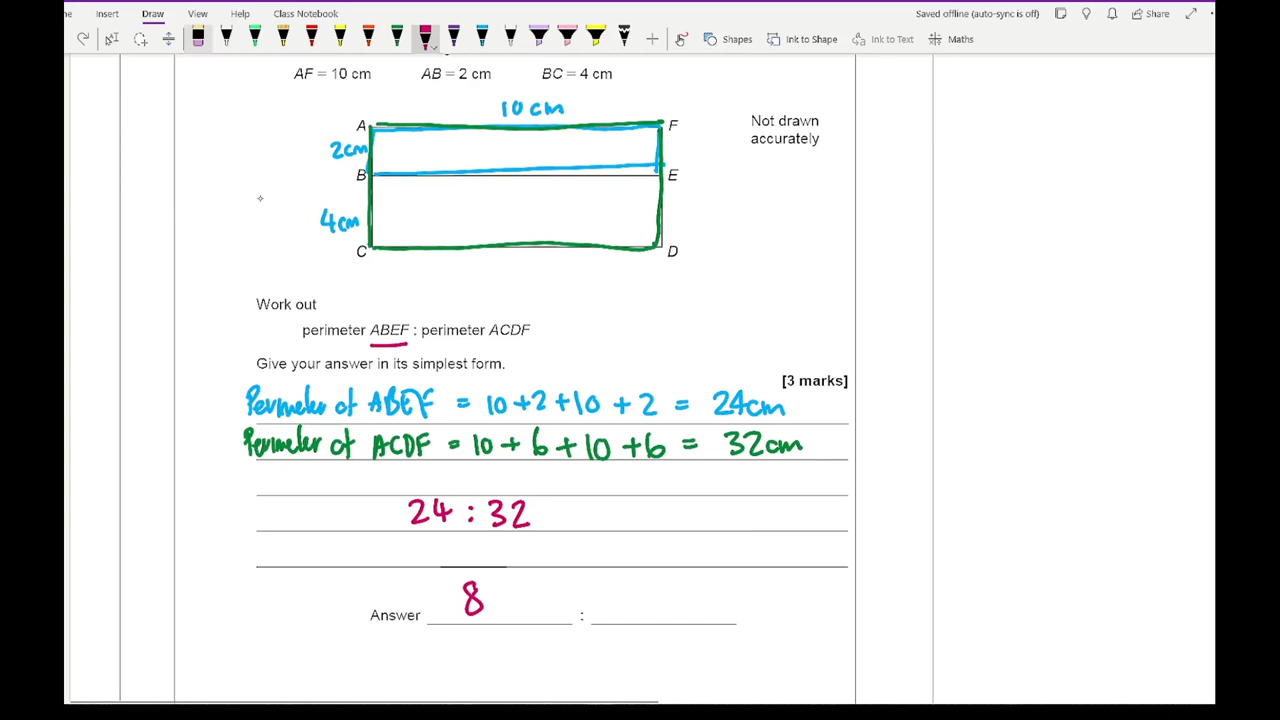 Insert Draw View Help Class Notebook Saved offline (auto-sync is off) Share
Shapes Ink to Shape Ink to Text Maths
AF = 10 cm AB = 2 cm BC = 4 cm
10 cm
A F Not drawn
accurately
2cm
B E
4cm
C D
Work out
perimeter ABEF : perimeter ACDF
Give your answer in its simplest form.
[3 marks]
Perimeter of ABEF = 10 + 2 + 10 + 2 = 24cm
Perimeter of ACDF = 10 + 6 + 10 + 6 = 32cm
24 : 32
8
Answer :